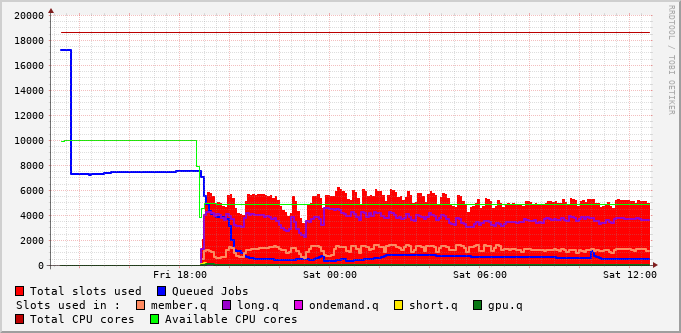 20000
18000
16000
14000
12000
10000
8000
6000
4000
2000
0
Fri 18:00 Sat 00:00 Sat 06:00 Sat 12:00
RRDTOOL / TOBI OETIKER
Total slots used Queued Jobs
Slots used in : member.q long.q ondemand.q short.q gpu.q
Total CPU cores Available CPU cores